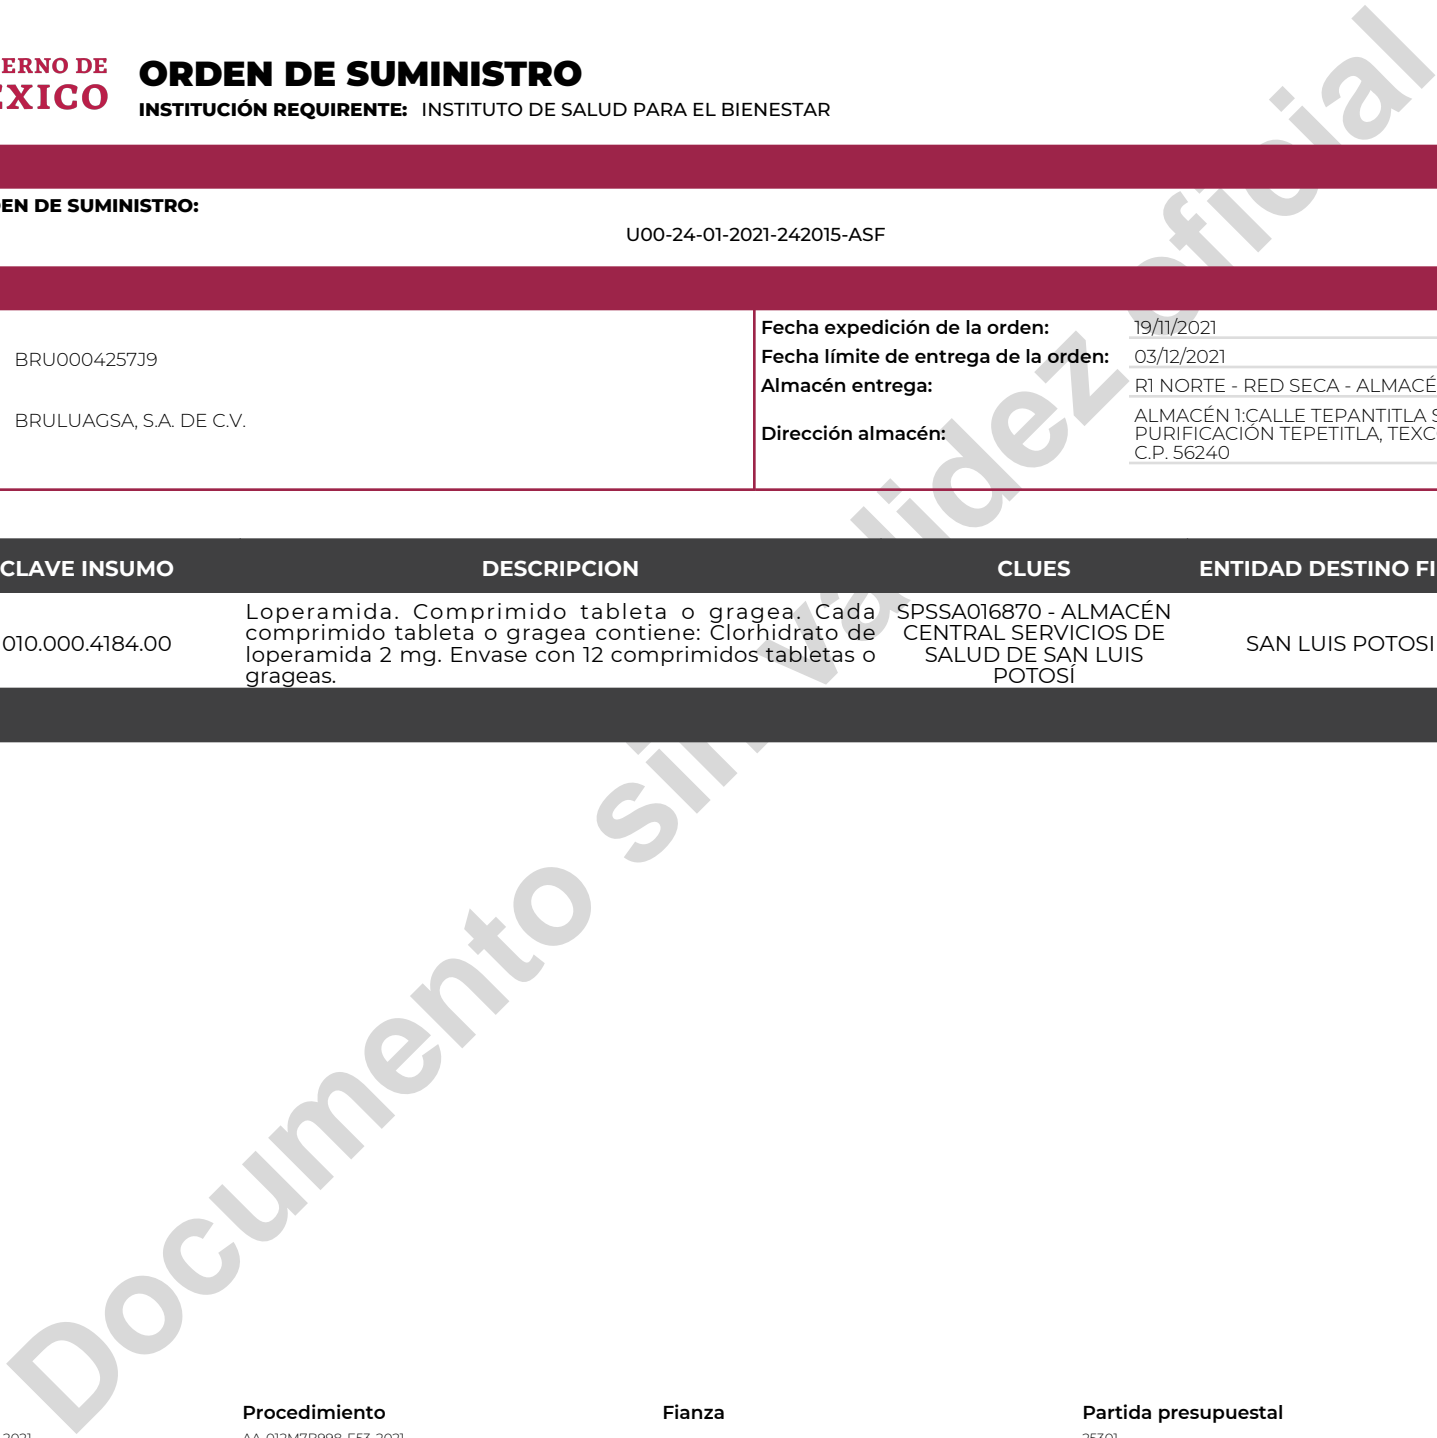 ERNO DE
ÉXICO
ORDEN DE SUMINISTRO
INSTITUCIÓN REQUIRENTE: INSTITUTO DE SALUD PARA EL BIENESTAR
EN DE SUMINISTRO:
U00-24-01-2021-242015-ASF
BRU0004257J9
BRULUAGSA, S.A. DE C.V.
Fecha expedición de la orden: 19/11/2021
Fecha límite de entrega de la orden: 03/12/2021
Almacén entrega: R1 NORTE - RED SECA - ALMACÉ
Dirección almacén:
ALMACÉN 1:CALLE TEPANTITLA S
PURIFICACIÓN TEPETITLA, TEXC
C.P. 56240
CLAVE INSUMO DESCRIPCION CLUES ENTIDAD DESTINO FI
010.000.4184.00
Loperamida. Comprimido tableta o gragea. Cada
comprimido tableta o gragea contiene: Clorhidrato de
loperamida 2 mg. Envase con 12 comprimidos tabletas o
grageas.
SPSSA016870 - ALMACÉN
CENTRAL SERVICIOS DE
SALUD DE SAN LUIS
POTOSÍ
SAN LUIS POTOSI
Documento sin validez oficial
Procedimiento Fianza Partida presupuestal